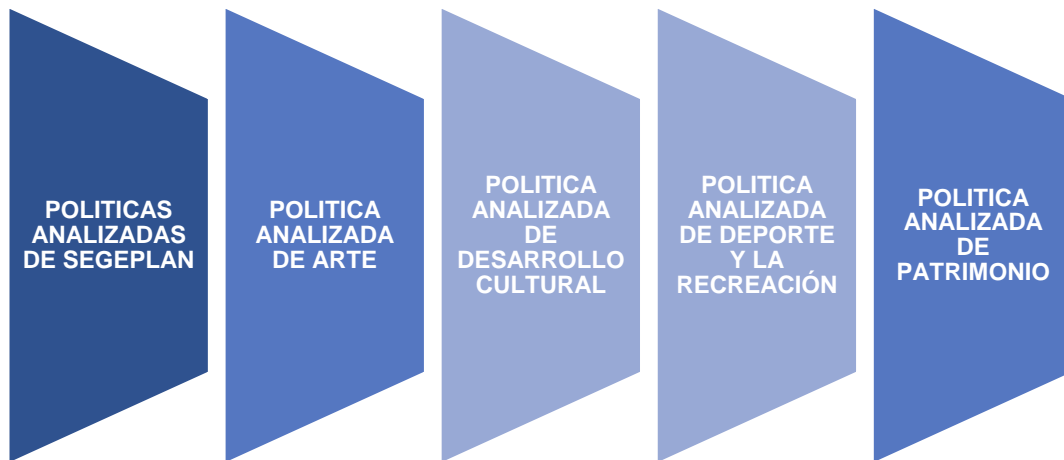 POLITICAS
ANALIZADAS
DE SEGEPLAN
POLITICA
ANALIZADA
DE ARTE
POLITICA
ANALIZADA
DE
DESARROLLO
CULTURAL
POLITICA
ANALIZADA
DE DEPORTE
Y LA
RECREACIÓN
POLITICA
ANALIZADA
DE
PATRIMONIO